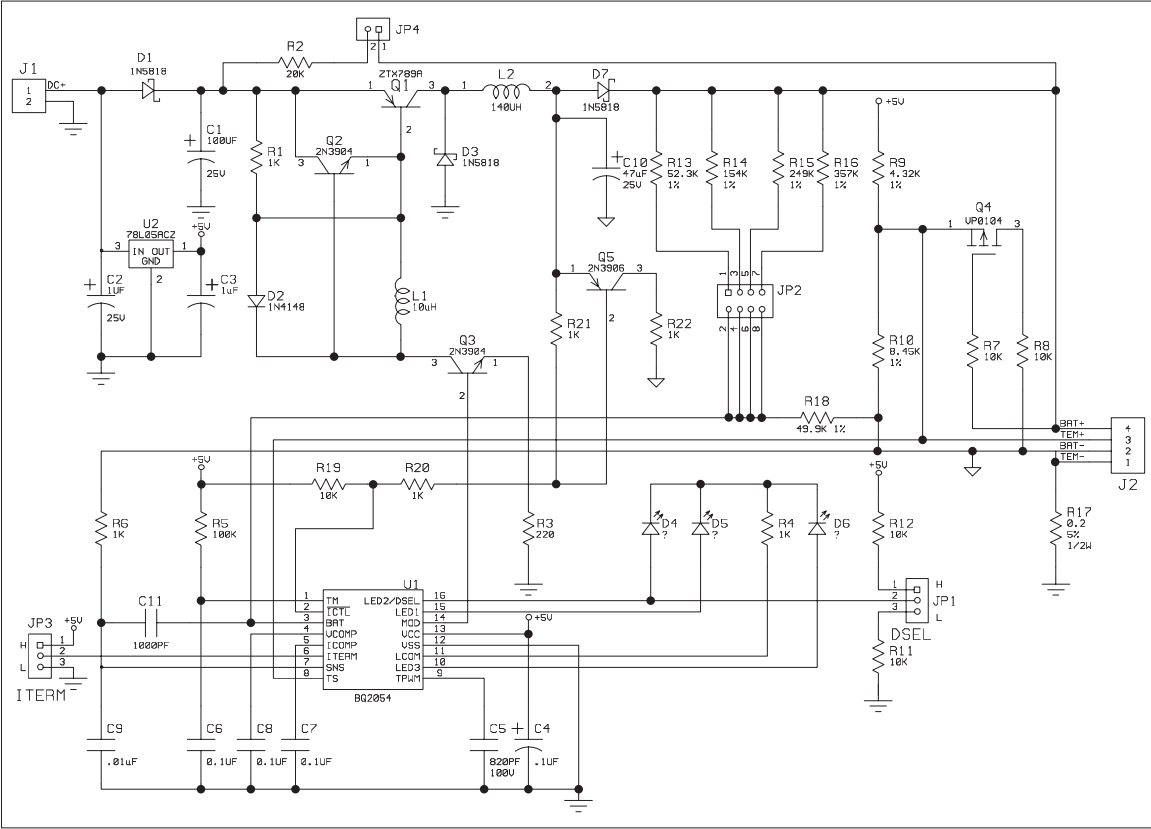 JP4
2 1
R2
20K
J1
1
2
DC+
D1
1N5818
ZTX789A
Q1
1 3
2
L2
1 2
140UH
D7
1N5818
+5V
C1
100UF
25V
R1
1K
Q2
2N3904
3 1
D3
1N5818
C10
47uF
25V
R13
52.3K
1%
R14
154K
1%
R15
249K
1%
R16
357K
1%
R9
4.32K
1%
Q4
VP0104
1 3
U2
78L05ACZ
+5V
3 IN OUT 1
GND
2
C2
1UF
25V
C3
1uF
D2
1N4148
L1
10uH
Q5
2N3906
1 3
2
R21
1K
R22
1K
1 3 5 7
JP2
2 4 6 8
R10
8.45K
1%
R7
10K
R8
10K
Q3
2N3904
3 1
2
R18
49.9K 1%
BAT+ 4
TEM+ 3
BAT- 2
TEM- 1
J2
+5V
+5V
R19
10K
R20
1K
R6
1K
R5
100K
R3
220
D4
?
D5
?
R4
1K
D6
?
R12
10K
R17
0.2
5%
1/2W
U1
1 TM LED2/DSEL 16
2 ICTL LED1 15
3 BAT MOD 14
4 VCOMP VCC 13
5 ICOMP VSS 12
6 ITERM LCOM 11
7 SNS LED3 10
8 TS TPWM 9
BQ2054
+5V
C11
1000PF
JP3
+5V
H 1
2
L 3
ITERM
1 H
2 JP1
3 L
DSEL
R11
10K
C9
.01uF
C6
0.1UF
C8
0.1UF
C7
0.1UF
C5
820PF
100V
C4
.1UF